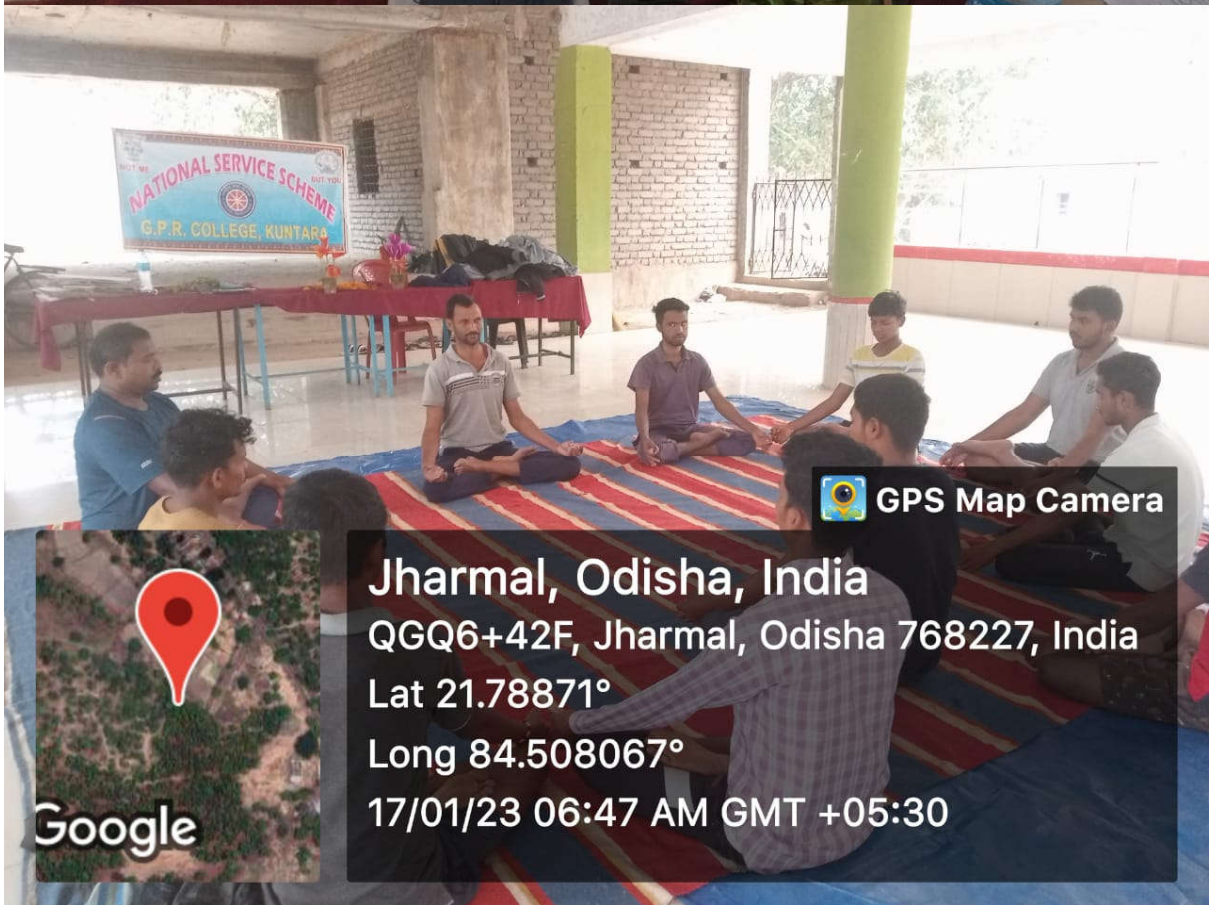 NOT ME
BUT YOU
NATIONAL SERVICE SCHEME
G.P.R. COLLEGE, KUNTARA
GPS Map Camera
Jharmal, Odisha, India
QGQ6+42F, Jharmal, Odisha 768227, India
Lat 21.78871°
Long 84.508067°
17/01/23 06:47 AM GMT +05:30
Google